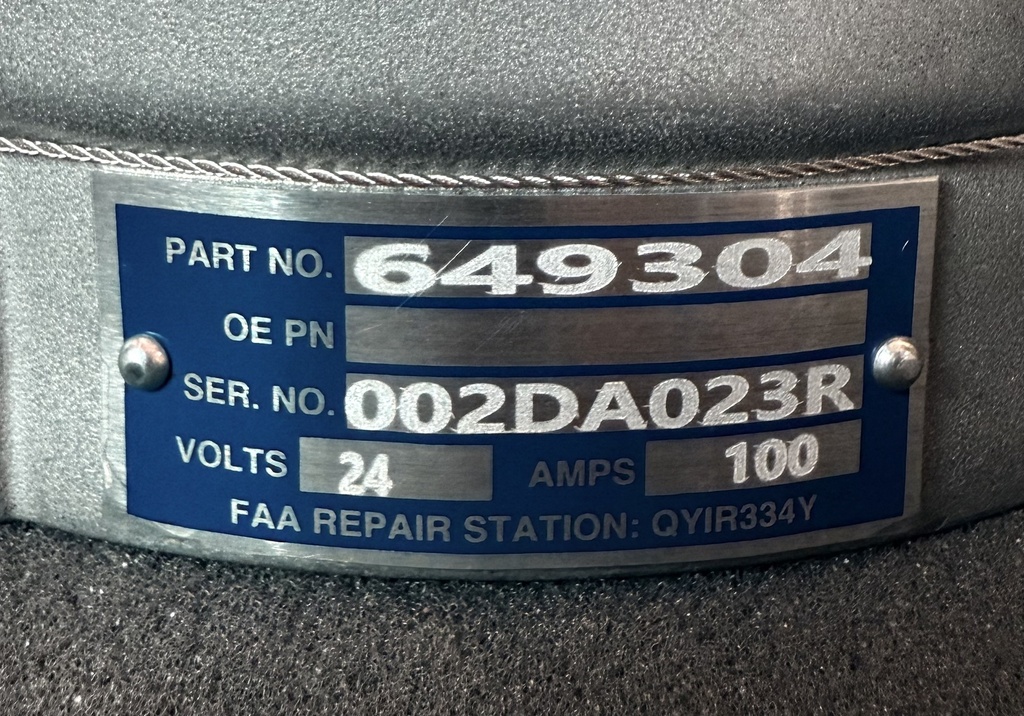 PART NO. 649304
OE PN
SER. NO. 002DA023R
VOLTS 24 AMPS 100
FAA REPAIR STATION: QYIR334Y